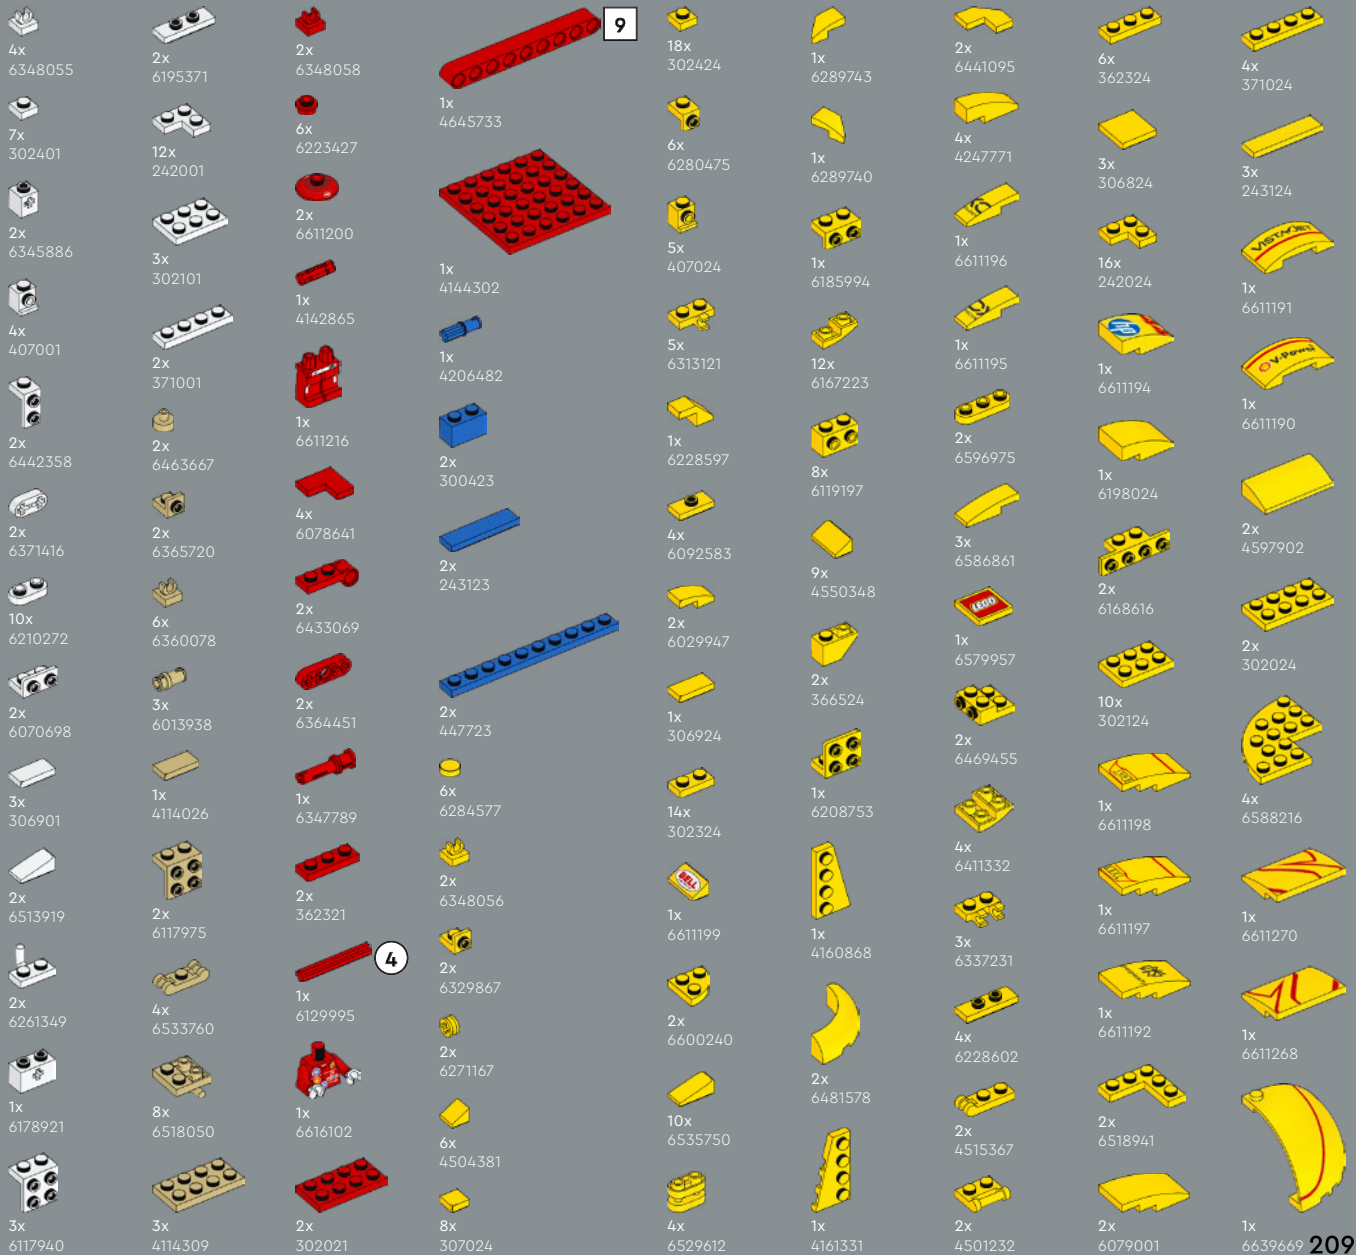 4x
6348055
7x
302401
2x
6345886
4x
407001
2x
6442358
2x
6371416
10x
6210272
2x
6070698
3x
306901
2x
6513919
2x
6261349
1x
6178921
3x
6117940
2x
6195371
12x
242001
3x
302101
2x
371001
2x
6463667
2x
6365720
6x
6360078
3x
6013938
1x
4114026
2x
6117975
4x
6533760
8x
6518050
3x
4114309
2x
6348058
6x
6223427
2x
6611200
1x
4142865
1x
6611216
4x
6078641
2x
6433069
2x
6364451
1x
6347789
2x
362321
4
1x
6129995
1x
6616102
2x
302021
9
1x
4645733
1x
4144302
1x
4206482
2x
300423
2x
243123
2x
447723
6x
6284577
2x
6348056
2x
6329867
2x
6271167
6x
4504381
8x
307024
18x
302424
6x
6280475
5x
407024
5x
6313121
1x
6228597
4x
6092583
2x
6029947
1x
306924
14x
302324
BELL
1x
6611199
2x
6600240
10x
6535750
4x
6529612
1x
6289743
1x
6289740
1x
6185994
12x
6167223
8x
6119197
9x
4550348
2x
366524
1x
6208753
1x
4160868
2x
6481578
1x
4161331
2x
6441095
4x
4247771
1x
6611196
1x
6611195
2x
6596975
3x
6586861
LEGO
1x
6579957
2x
6469455
4x
6411332
3x
6337231
4x
6228602
2x
4515367
2x
4501232
6x
362324
3x
306824
16x
242024
hp
1x
6611194
1x
6198024
2x
6168616
10x
302124
1x
6611198
1x
6611197
1x
6611192
2x
6518941
2x
6079001
4x
371024
3x
243124
VISTAJET
1x
6611191
V-Power
1x
6611190
2x
4597902
2x
302024
4x
6588216
1x
6611270
1x
6611268
1x
6639669
209